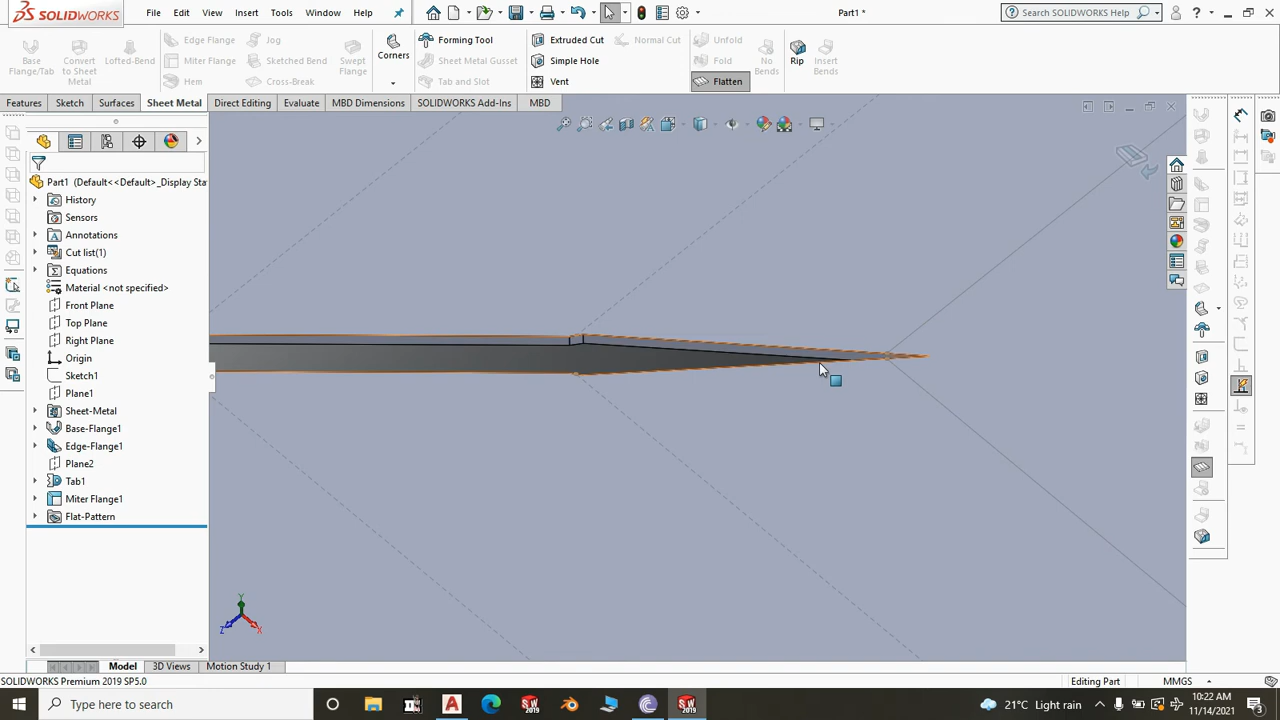 SOLIDWORKS File Edit View Insert Tools Window Help Part1 * Search SOLIDWORKS Help ?
Base Flange/Tab Convert to Sheet Metal Lofted-Bend Edge Flange Miter Flange Hem Jog Sketched Bend Cross-Break Swept Flange Corners Forming Tool Sheet Metal Gusset Tab and Slot Extruded Cut Simple Hole Vent Normal Cut Unfold Fold Flatten No Bends Rip Insert Bends
Features Sketch Surfaces Sheet Metal Direct Editing Evaluate MBD Dimensions SOLIDWORKS Add-Ins MBD
Part1 (Default<<Default>_Display Sta
History
Sensors
Annotations
Cut list(1)
Equations
Material <not specified>
Front Plane
Top Plane
Right Plane
Origin
Sketch1
Plane1
Sheet-Metal
Base-Flange1
Edge-Flange1
Plane2
Tab1
Miter Flange1
Flat-Pattern
Y
Z X
Model 3D Views Motion Study 1
SOLIDWORKS Premium 2019 SP5.0 Editing Part MMGS
Type here to search A SW 2019 SW 2019 21°C Light rain 10:22 AM
11/14/2021 3